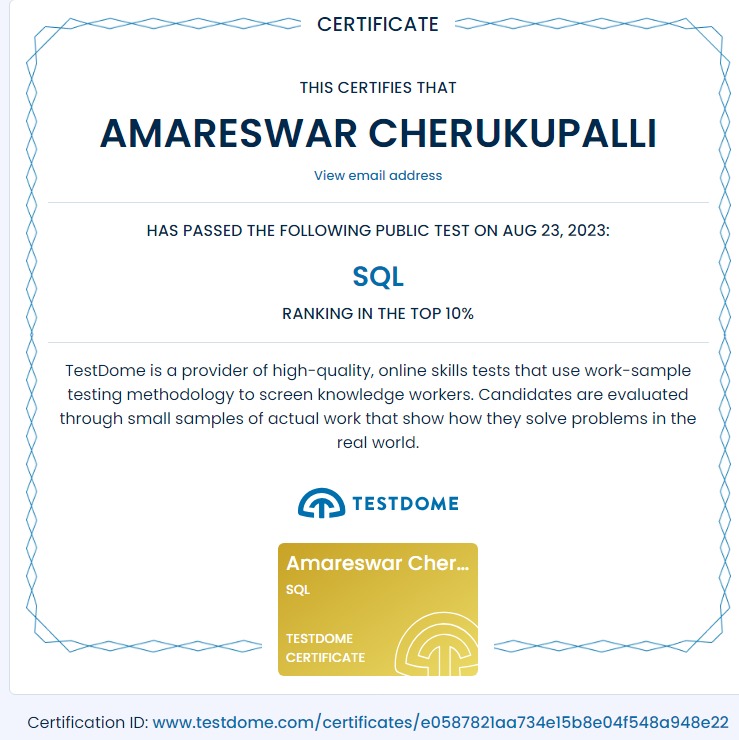 CERTIFICATE
THIS CERTIFIES THAT
AMARESWAR CHERUKUPALLI
View email address
HAS PASSED THE FOLLOWING PUBLIC TEST ON AUG 23, 2023:
SQL
RANKING IN THE TOP 10%
TestDome is a provider of high-quality, online skills tests that use work-sample
testing methodology to screen knowledge workers. Candidates are evaluated
through small samples of actual work that show how they solve problems in the
real world.
TESTDOME
Amareswar Cher...
SQL
TESTDOME
CERTIFICATE
Certification ID: www.testdome.com/certificates/e0587821aa734e15b8e04f548a948e22